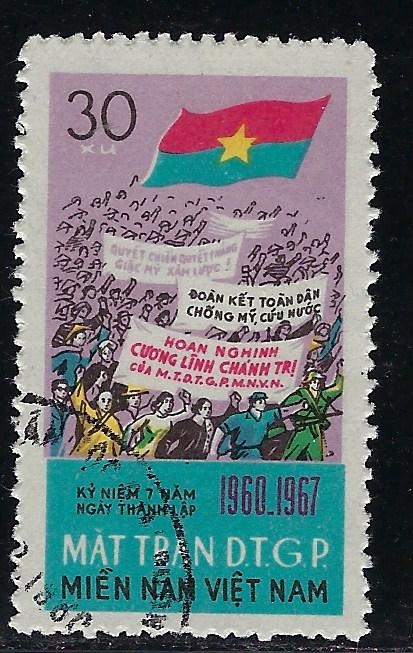 30
XU
QUYẾT CHIẾN QUYẾT THẮNG
GIẶC MỸ XÂM LƯỢC !
ĐOÀN KẾT TOÀN DÂN
CHỐNG MỸ, CỨU NƯỚC
HOAN NGHINH
CƯƠNG LĨNH CHÁNH TRỊ
CỦA M.T.D.T.G.P.M.N.V.N.
KỶ NIỆM 7 NĂM
NGÀY THÀNH LẬP
1960_1967
MẶT TRẬN D.T.G.P
MIỀN NAM VIỆT NAM